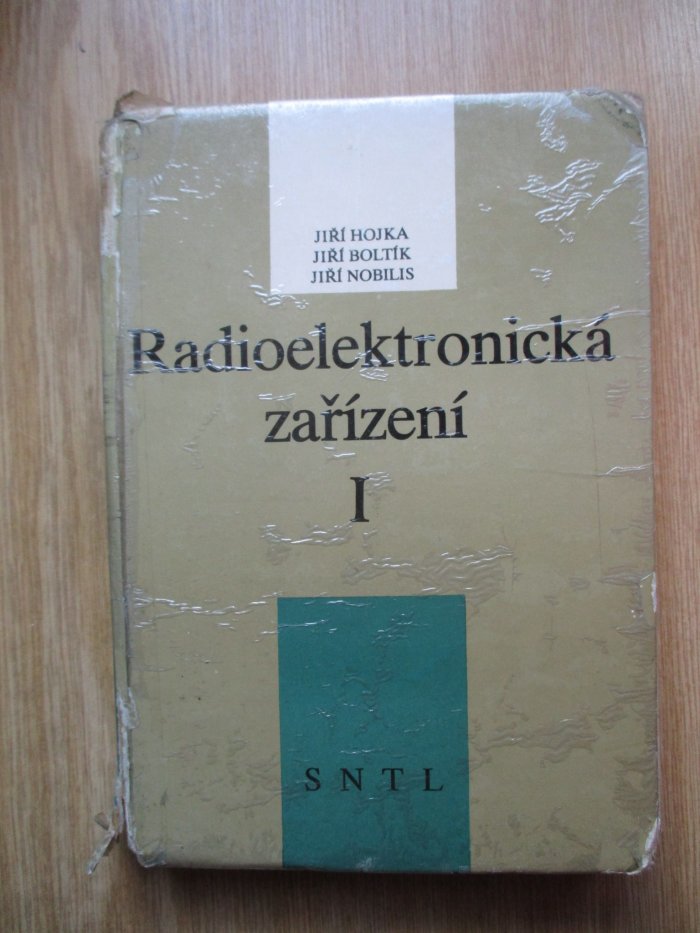 JIŘÍ HOJKA
JIŘÍ BOLTÍK
JIŘÍ NOBILIS
Radioelektronická
zařízení
I
SNTL